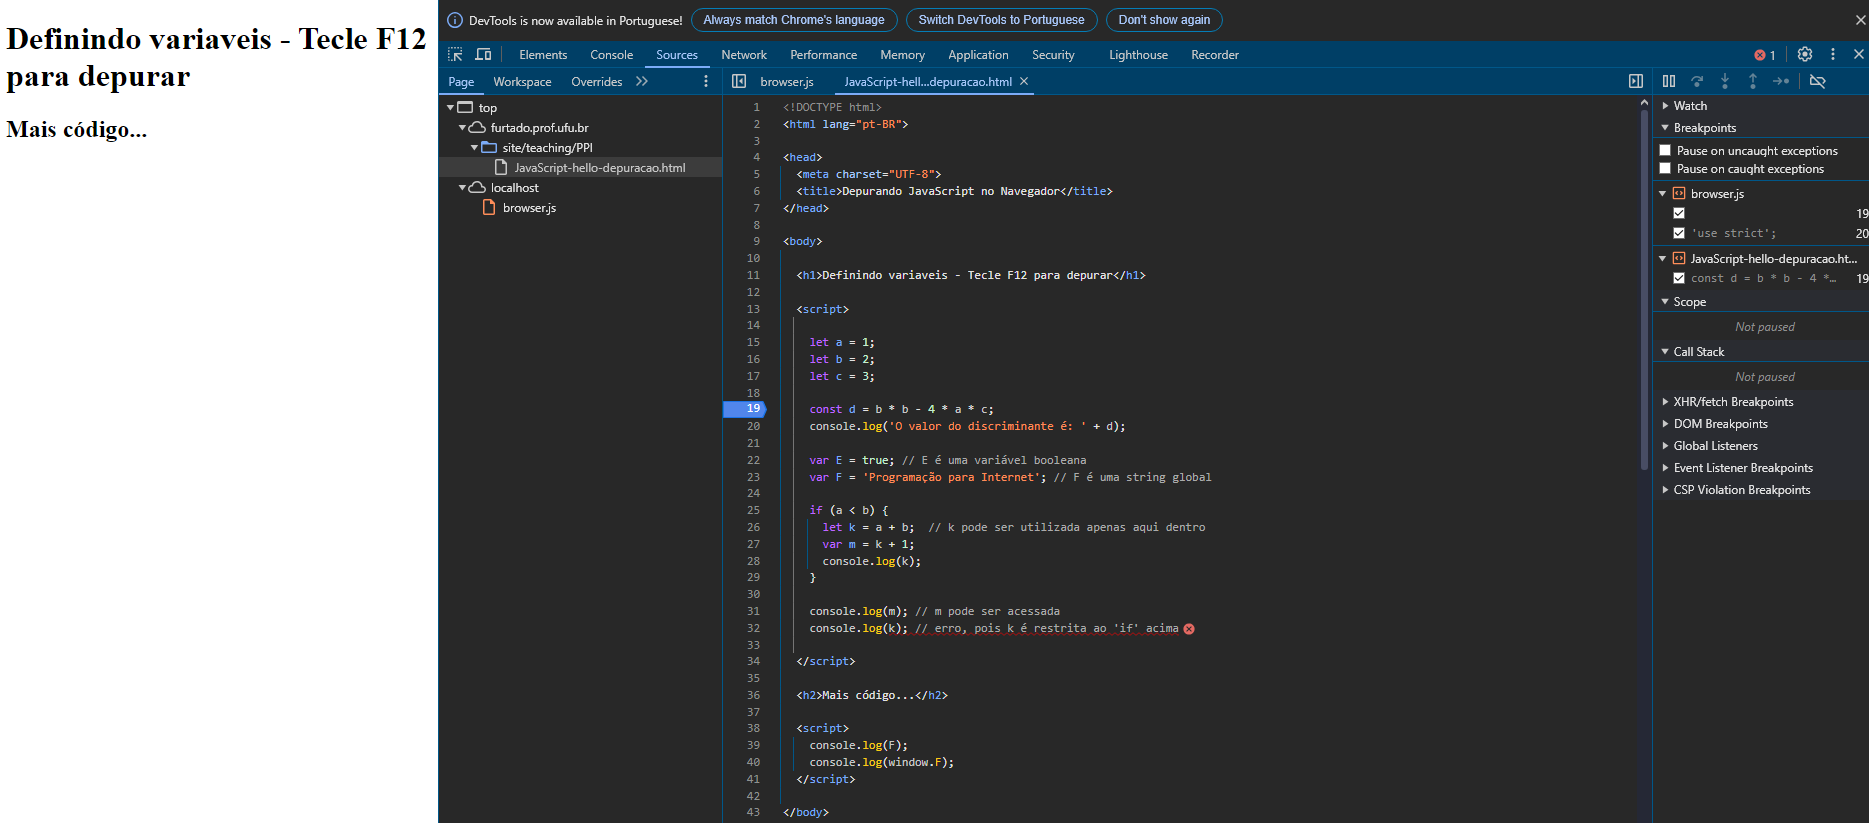 Definindo variaveis - Tecle F12
para depurar
Mais código...
DevTools is now available in Portuguese! Always match Chrome's language Switch DevTools to Portuguese Don't show again
Elements Console Sources Network Performance Memory Application Security Lighthouse Recorder 1
Page Workspace Overrides browser.js JavaScript-hell...depuracao.html
top
furtado.prof.ufu.br
site/teaching/PPI
JavaScript-hello-depuracao.html
localhost
browser.js
1 <!DOCTYPE html>
2 <html lang="pt-BR">
3
4 <head>
5 <meta charset="UTF-8">
6 <title>Depurando JavaScript no Navegador</title>
7 </head>
8
9 <body>
10
11 <h1>Definindo variaveis - Tecle F12 para depurar</h1>
12
13 <script>
14
15 let a = 1;
16 let b = 2;
17 let c = 3;
18
19 const d = b * b - 4 * a * c;
20 console.log('O valor do discriminante é: ' + d);
21
22 var E = true; // E é uma variável booleana
23 var F = 'Programação para Internet'; // F é uma string global
24
25 if (a < b) {
26 let k = a + b;  // k pode ser utilizada apenas aqui dentro
27 var m = k + 1;
28 console.log(k);
29 }
30
31 console.log(m); // m pode ser acessada
32 console.log(k); // erro, pois k é restrita ao 'if' acima
33
34 </script>
35
36 <h2>Mais código...</h2>
37
38 <script>
39 console.log(F);
40 console.log(window.F);
41 </script>
42
43 </body>
Watch
Breakpoints
Pause on uncaught exceptions
Pause on caught exceptions
browser.js
19
'use strict'; 20
JavaScript-hello-depuracao.ht...
const d = b * b - 4 *... 19
Scope
Not paused
Call Stack
Not paused
XHR/fetch Breakpoints
DOM Breakpoints
Global Listeners
Event Listener Breakpoints
CSP Violation Breakpoints